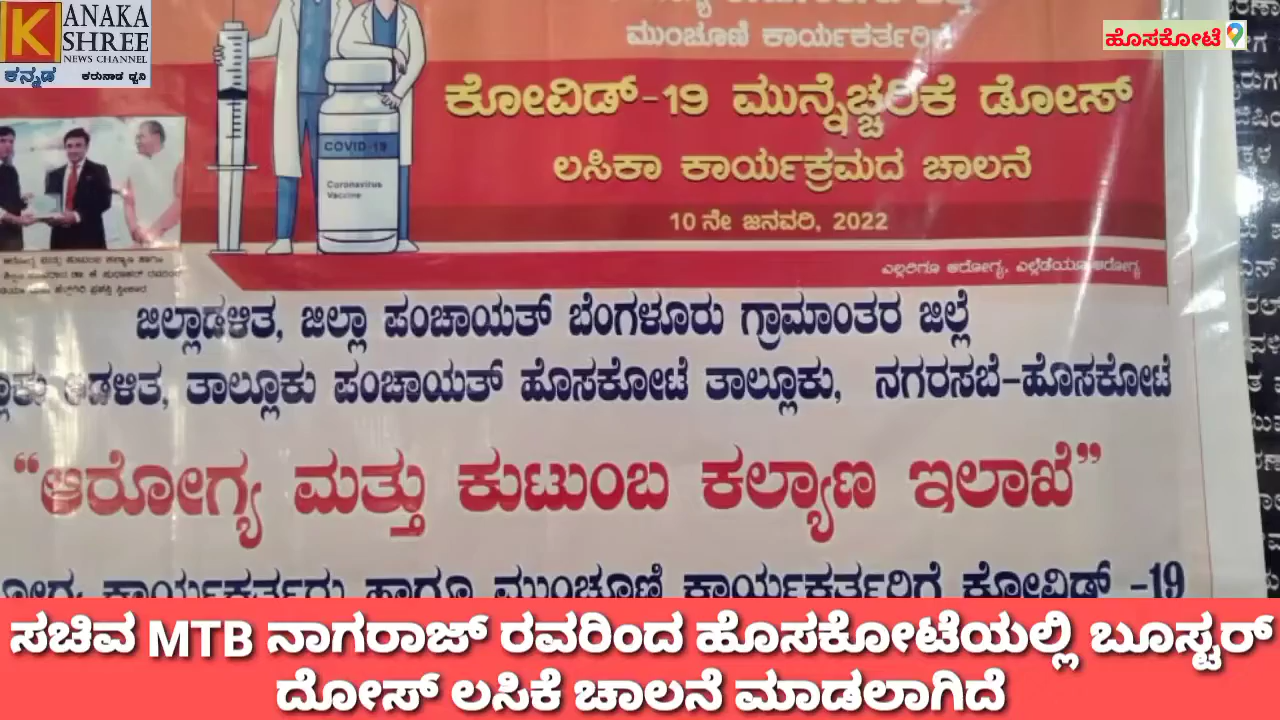 K ANAKA
SHREE
NEWS CHANNEL
ಕನ್ನಡ ಕರುನಾಡ ಧ್ವನಿ
ಹೊಸಕೋಟೆ
ಮುಂಚೂಣಿ ಕಾರ್ಯಕರ್ತರಿಗೆ
ಕೋವಿಡ್-19 ಮುನ್ನೆಚ್ಚರಿಕೆ ಡೋಸ್
ಲಸಿಕಾ ಕಾರ್ಯಕ್ರಮದ ಚಾಲನೆ
10 ನೇ ಜನವರಿ, 2022
COVID-19
Coronavirus
Vaccine
ಎಲ್ಲರಿಗೂ ಆರೋಗ್ಯ, ಎಲ್ಲೆಡೆಯೂ ಆರೋಗ್ಯ
ಜಿಲ್ಲಾಡಳಿತ, ಜಿಲ್ಲಾ ಪಂಚಾಯತ್ ಬೆಂಗಳೂರು ಗ್ರಾಮಾಂತರ ಜಿಲ್ಲೆ
ಆಡಳಿತ, ತಾಲ್ಲೂಕು ಪಂಚಾಯತ್ ಹೊಸಕೋಟೆ ತಾಲ್ಲೂಕು, ನಗರಸಬೆ-ಹೊಸಕೋಟೆ
“ಆರೋಗ್ಯ ಮತ್ತು ಕುಟುಂಬ ಕಲ್ಯಾಣ ಇಲಾಖೆ”
ಕಾರ್ಯಕರ್ತರು ಹಾಗೂ ಮುಂಚೂಣಿ ಕಾರ್ಯಕರ್ತರಿಗೆ ಕೋವಿಡ್ -19
ಸಚಿವ MTB ನಾಗರಾಜ್ ರವರಿಂದ ಹೊಸಕೋಟೆಯಲ್ಲಿ ಬೂಸ್ಟರ್
ದೋಸ್ ಲಸಿಕೆ ಚಾಲನೆ ಮಾಡಲಾಗಿದೆ